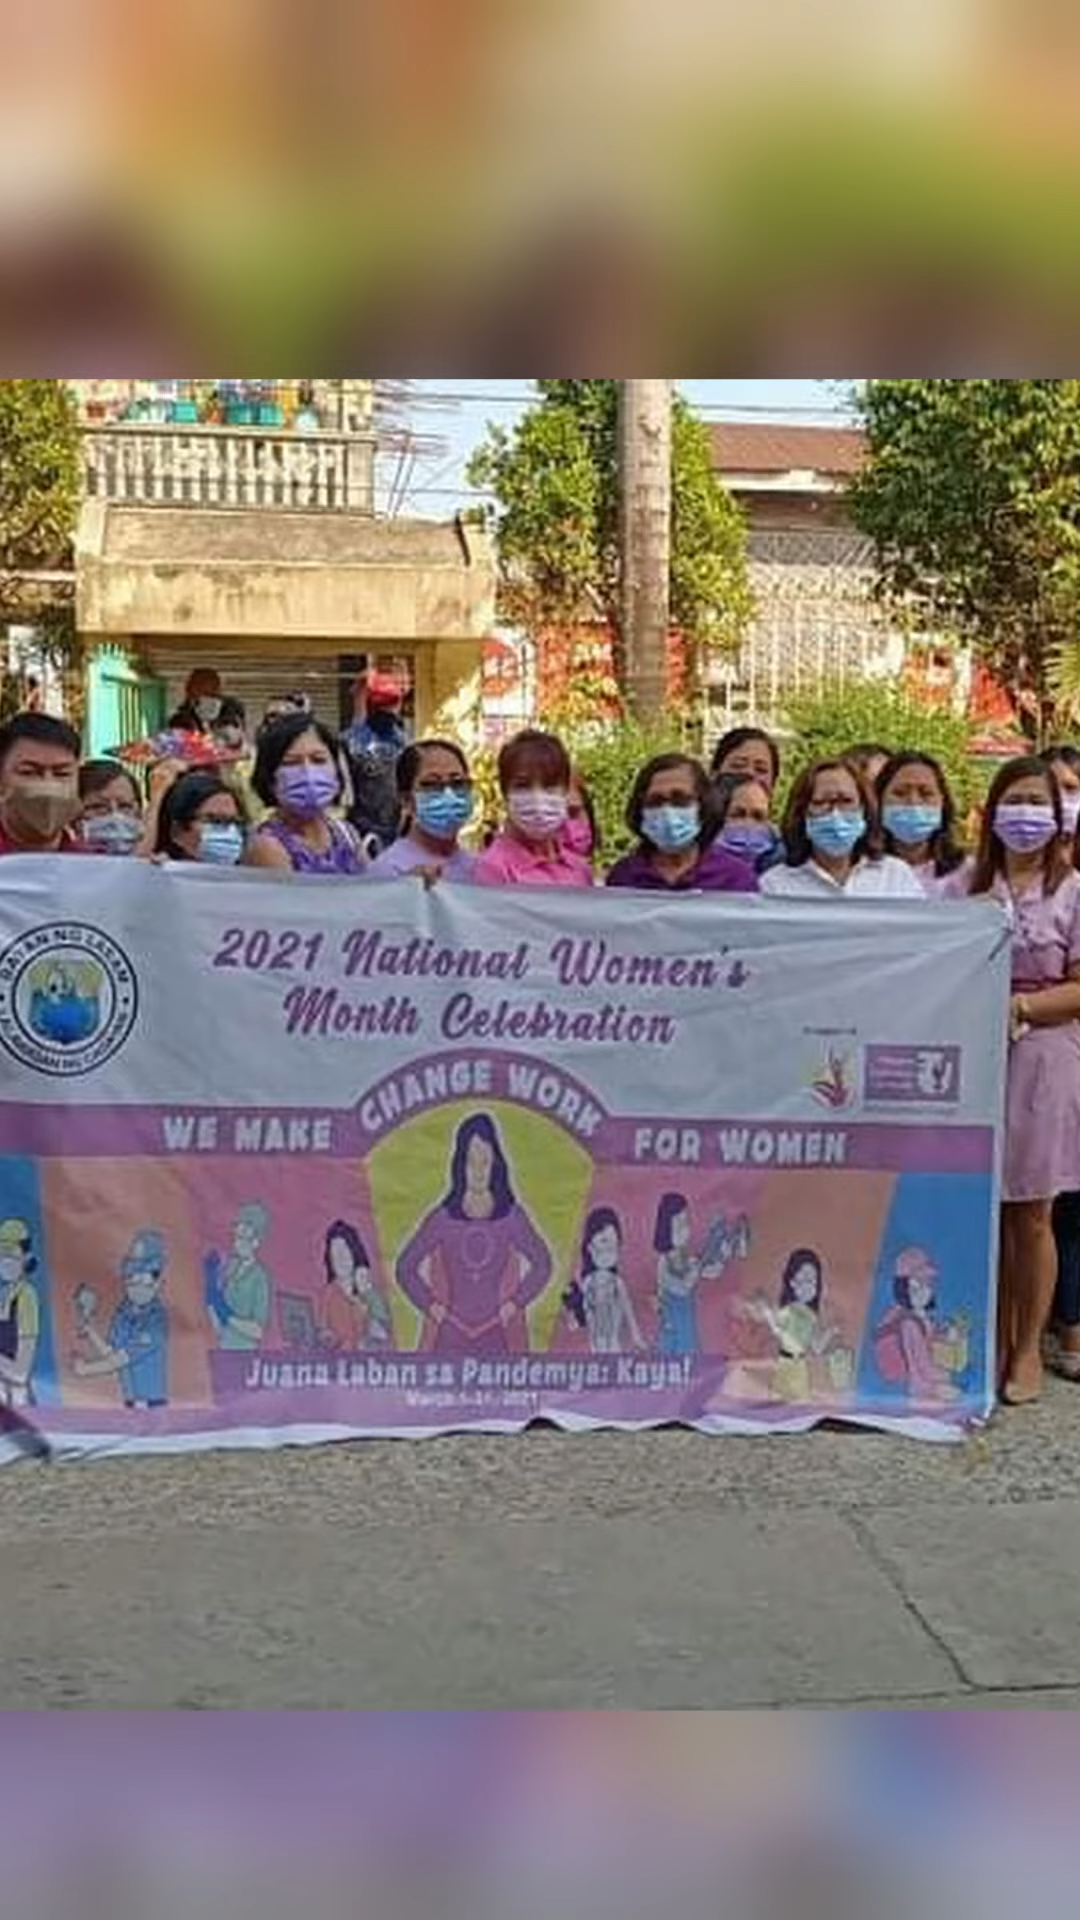 2021 National Women's
Month Celebration
WE MAKE CHANGE WORK FOR WOMEN
Juana Laban sa Pandemya: Kaya!